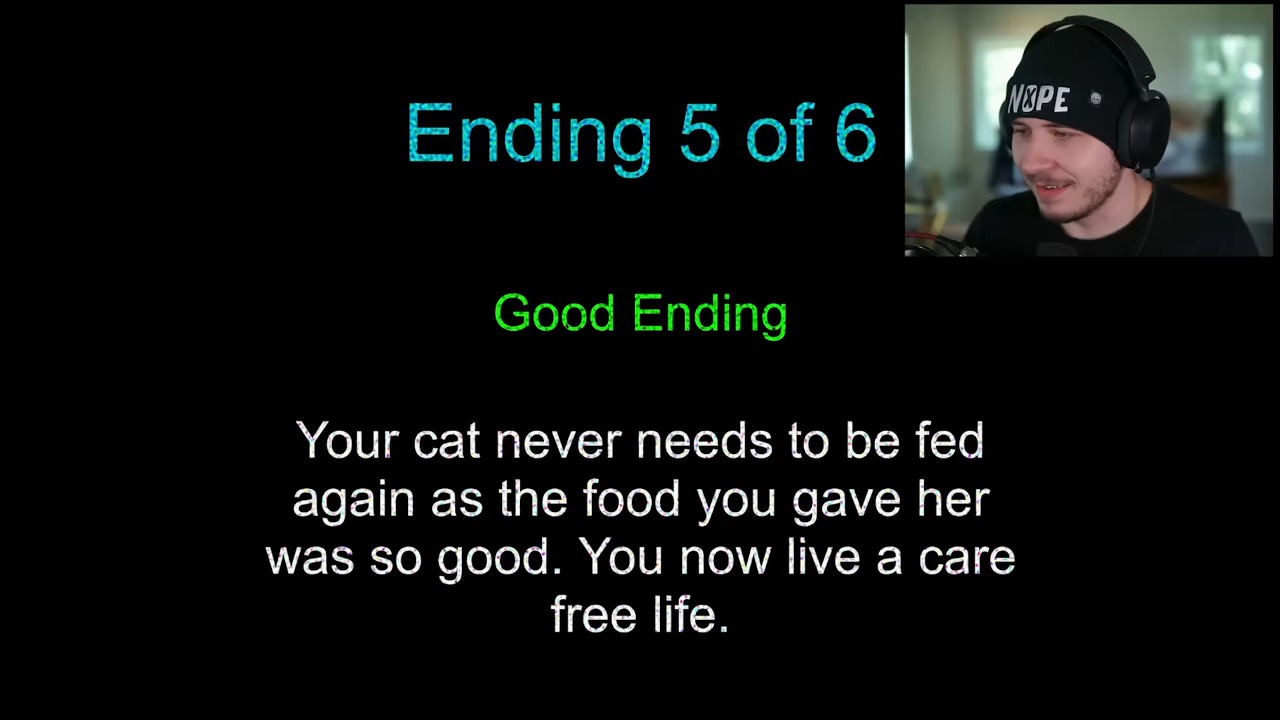 Ending 5 of 6
NOPE
Good Ending
Your cat never needs to be fed
again as the food you gave her
was so good. You now live a care
free life.